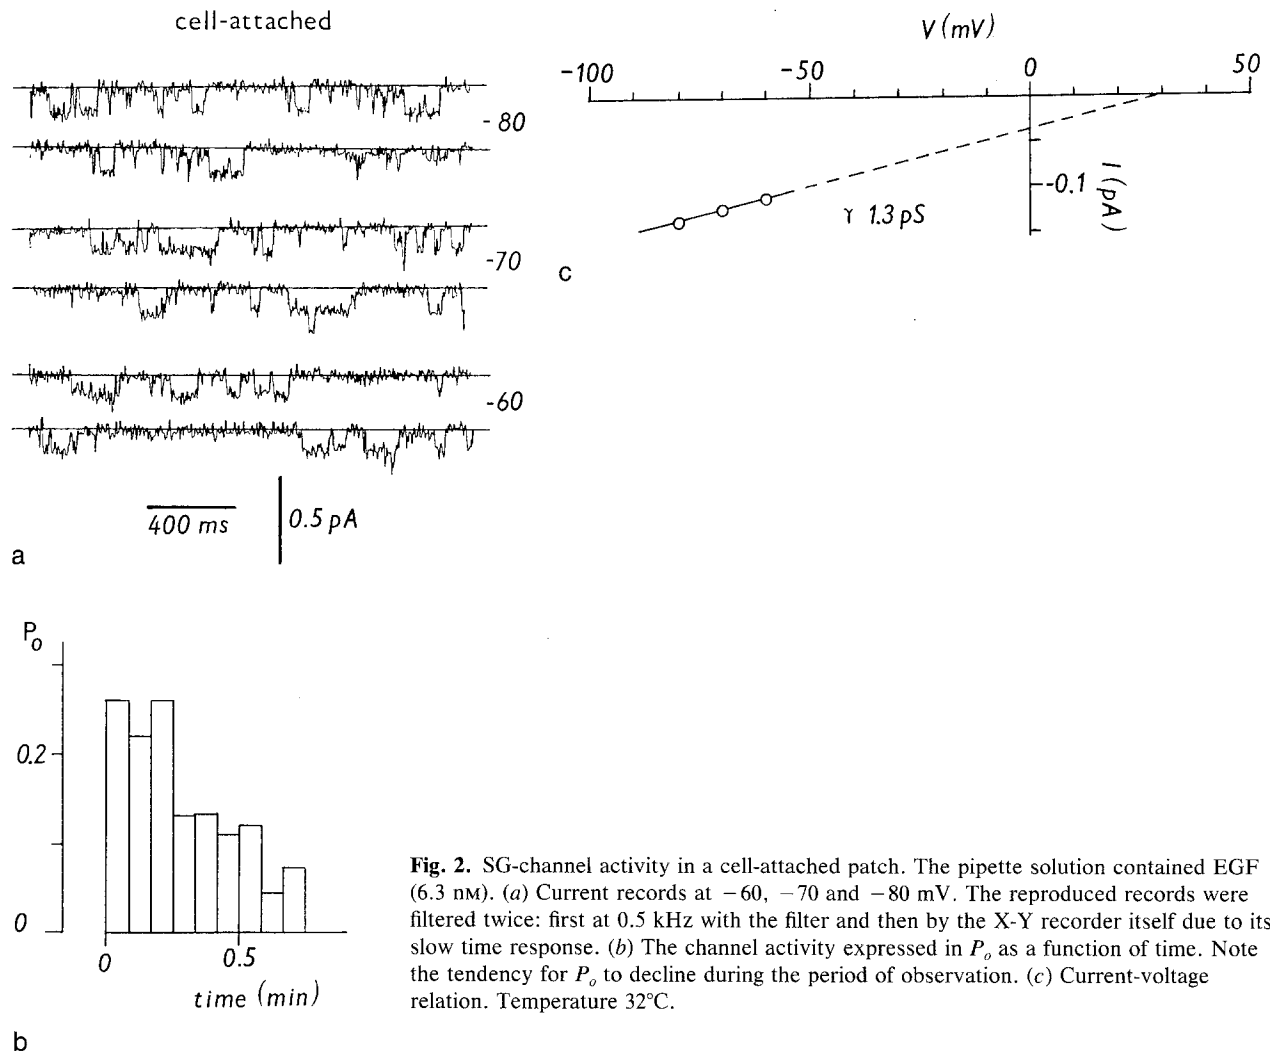 cell-attached
-80
-70
-60
400 ms
0.5 pA
a
V (mV)
-100
-50
0
50
-0.1
I (pA)
γ 1.3 pS
c
Po
0.2
0
0
0.5
time (min)
b
Fig. 2. SG-channel activity in a cell-attached patch. The pipette solution contained EGF
(6.3 nM). (a) Current records at −60, −70 and −80 mV. The reproduced records were
filtered twice: first at 0.5 kHz with the filter and then by the X-Y recorder itself due to its
slow time response. (b) The channel activity expressed in Po as a function of time. Note
the tendency for Po to decline during the period of observation. (c) Current-voltage
relation. Temperature 32°C.